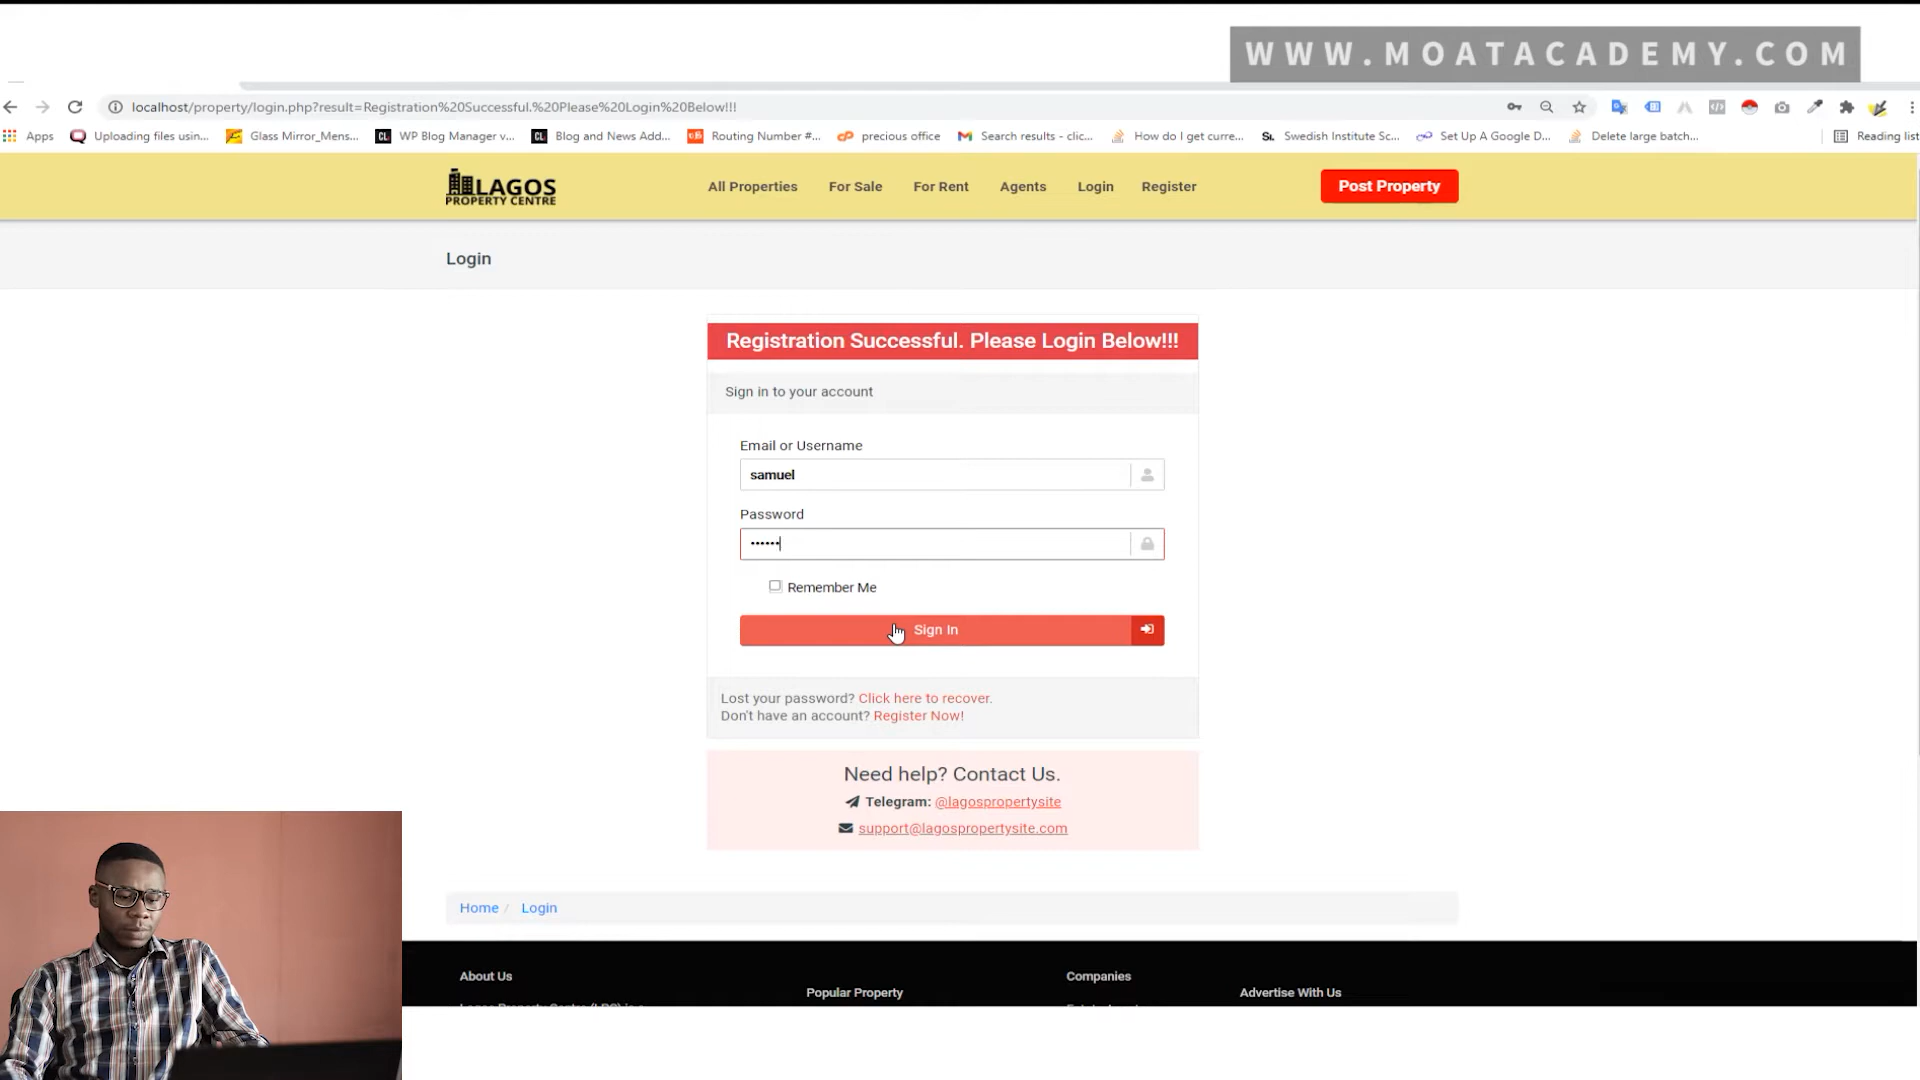 WWW.MOATACADEMY.COM
localhost/property/login.php?result=Registration%20Successful.%20Please%20Login%20Below!!!
Apps Uploading files usin... Glass Mirror_Mens... WP Blog Manager v... Blog and News Add... Routing Number #... precious office Search results - clic... How do I get curre... Swedish Institute Sc... Set Up A Google D... Delete large batch... Reading list
LAGOS
PROPERTY CENTRE
All Properties For Sale For Rent Agents Login Register Post Property
Login
Registration Successful. Please Login Below!!!
Sign in to your account
Email or Username
samuel
Password
••••••
Remember Me
Sign In
Lost your password? Click here to recover.
Don't have an account? Register Now!
Need help? Contact Us.
Telegram: @lagospropertysite
support@lagospropertysite.com
Home / Login
About Us
Companies
Popular Property
Advertise With Us